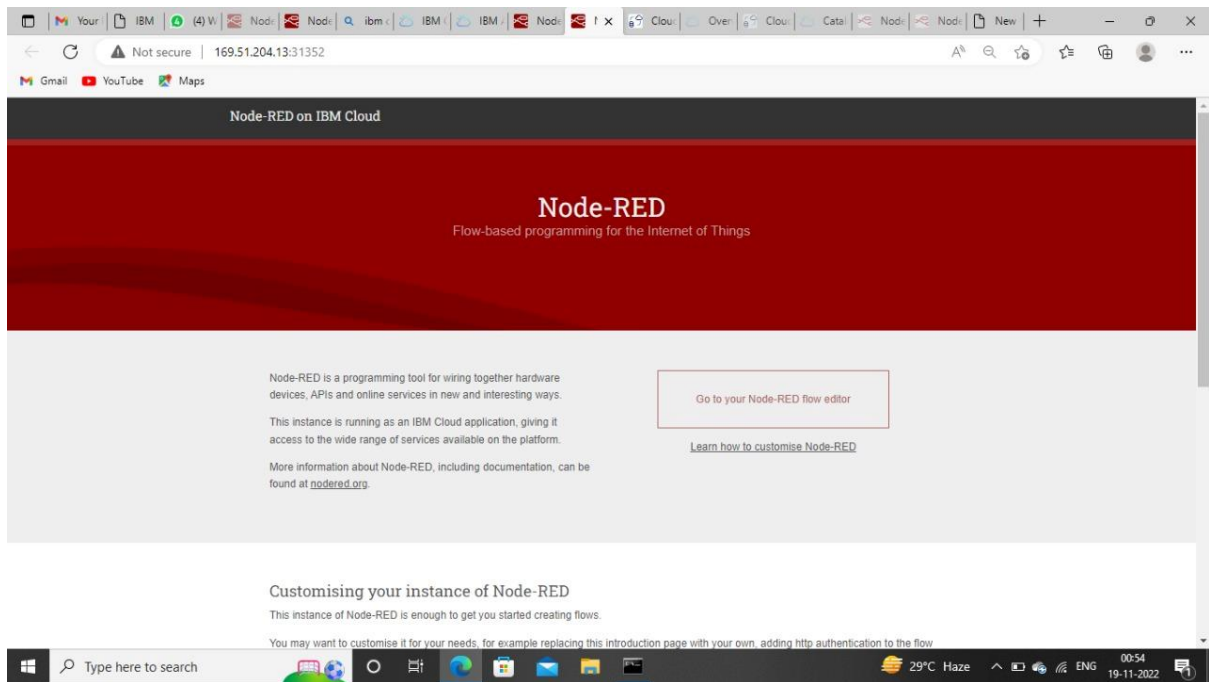 Your
IBM
(4) W
Node
Node
ibm c
IBM
IBM
Node
Clou
Over
Clou
Catal
Node
Node
New
Not secure
169.51.204.13:31352
Gmail
YouTube
Maps
Node-RED on IBM Cloud
Node-RED
Flow-based programming for the Internet of Things
Node-RED is a programming tool for wiring together hardware
devices, APIs and online services in new and interesting ways.
This instance is running as an IBM Cloud application, giving it
access to the wide range of services available on the platform.
More information about Node-RED, including documentation, can be
found at nodered.org.
Go to your Node-RED flow editor
Learn how to customise Node-RED
Customising your instance of Node-RED
This instance of Node-RED is enough to get you started creating flows.
You may want to customise it for your needs, for example replacing this introduction page with your own, adding http authentication to the flow
Type here to search
29°C Haze
ENG
00:54
19-11-2022